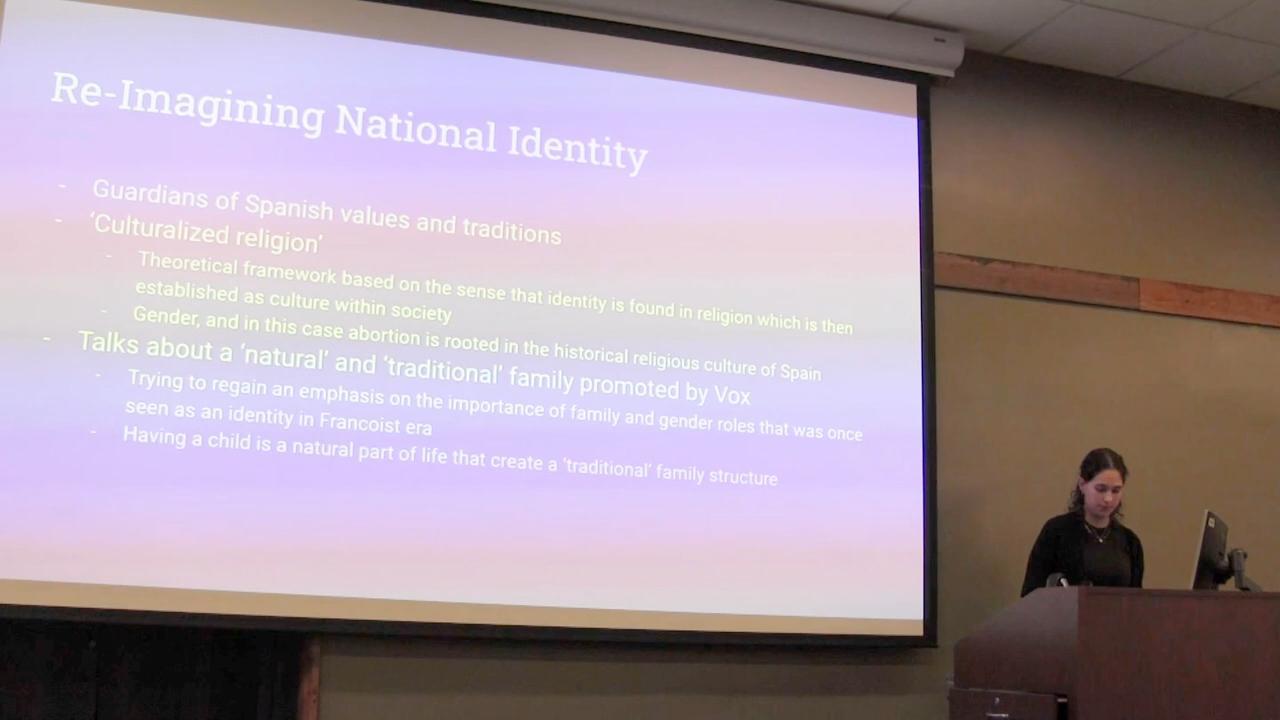 Re-Imagining National Identity
- Guardians of Spanish values and traditions
- ‘Culturalized religion’
- Theoretical framework based on the sense that identity is found in religion which is then
established as culture within society
- Gender, and in this case abortion is rooted in the historical religious culture of Spain
- Talks about a ‘natural’ and ‘traditional’ family promoted by Vox
- Trying to regain an emphasis on the importance of family and gender roles that was once
seen as an identity in Francoist era
- Having a child is a natural part of life that create a ‘traditional’ family structure